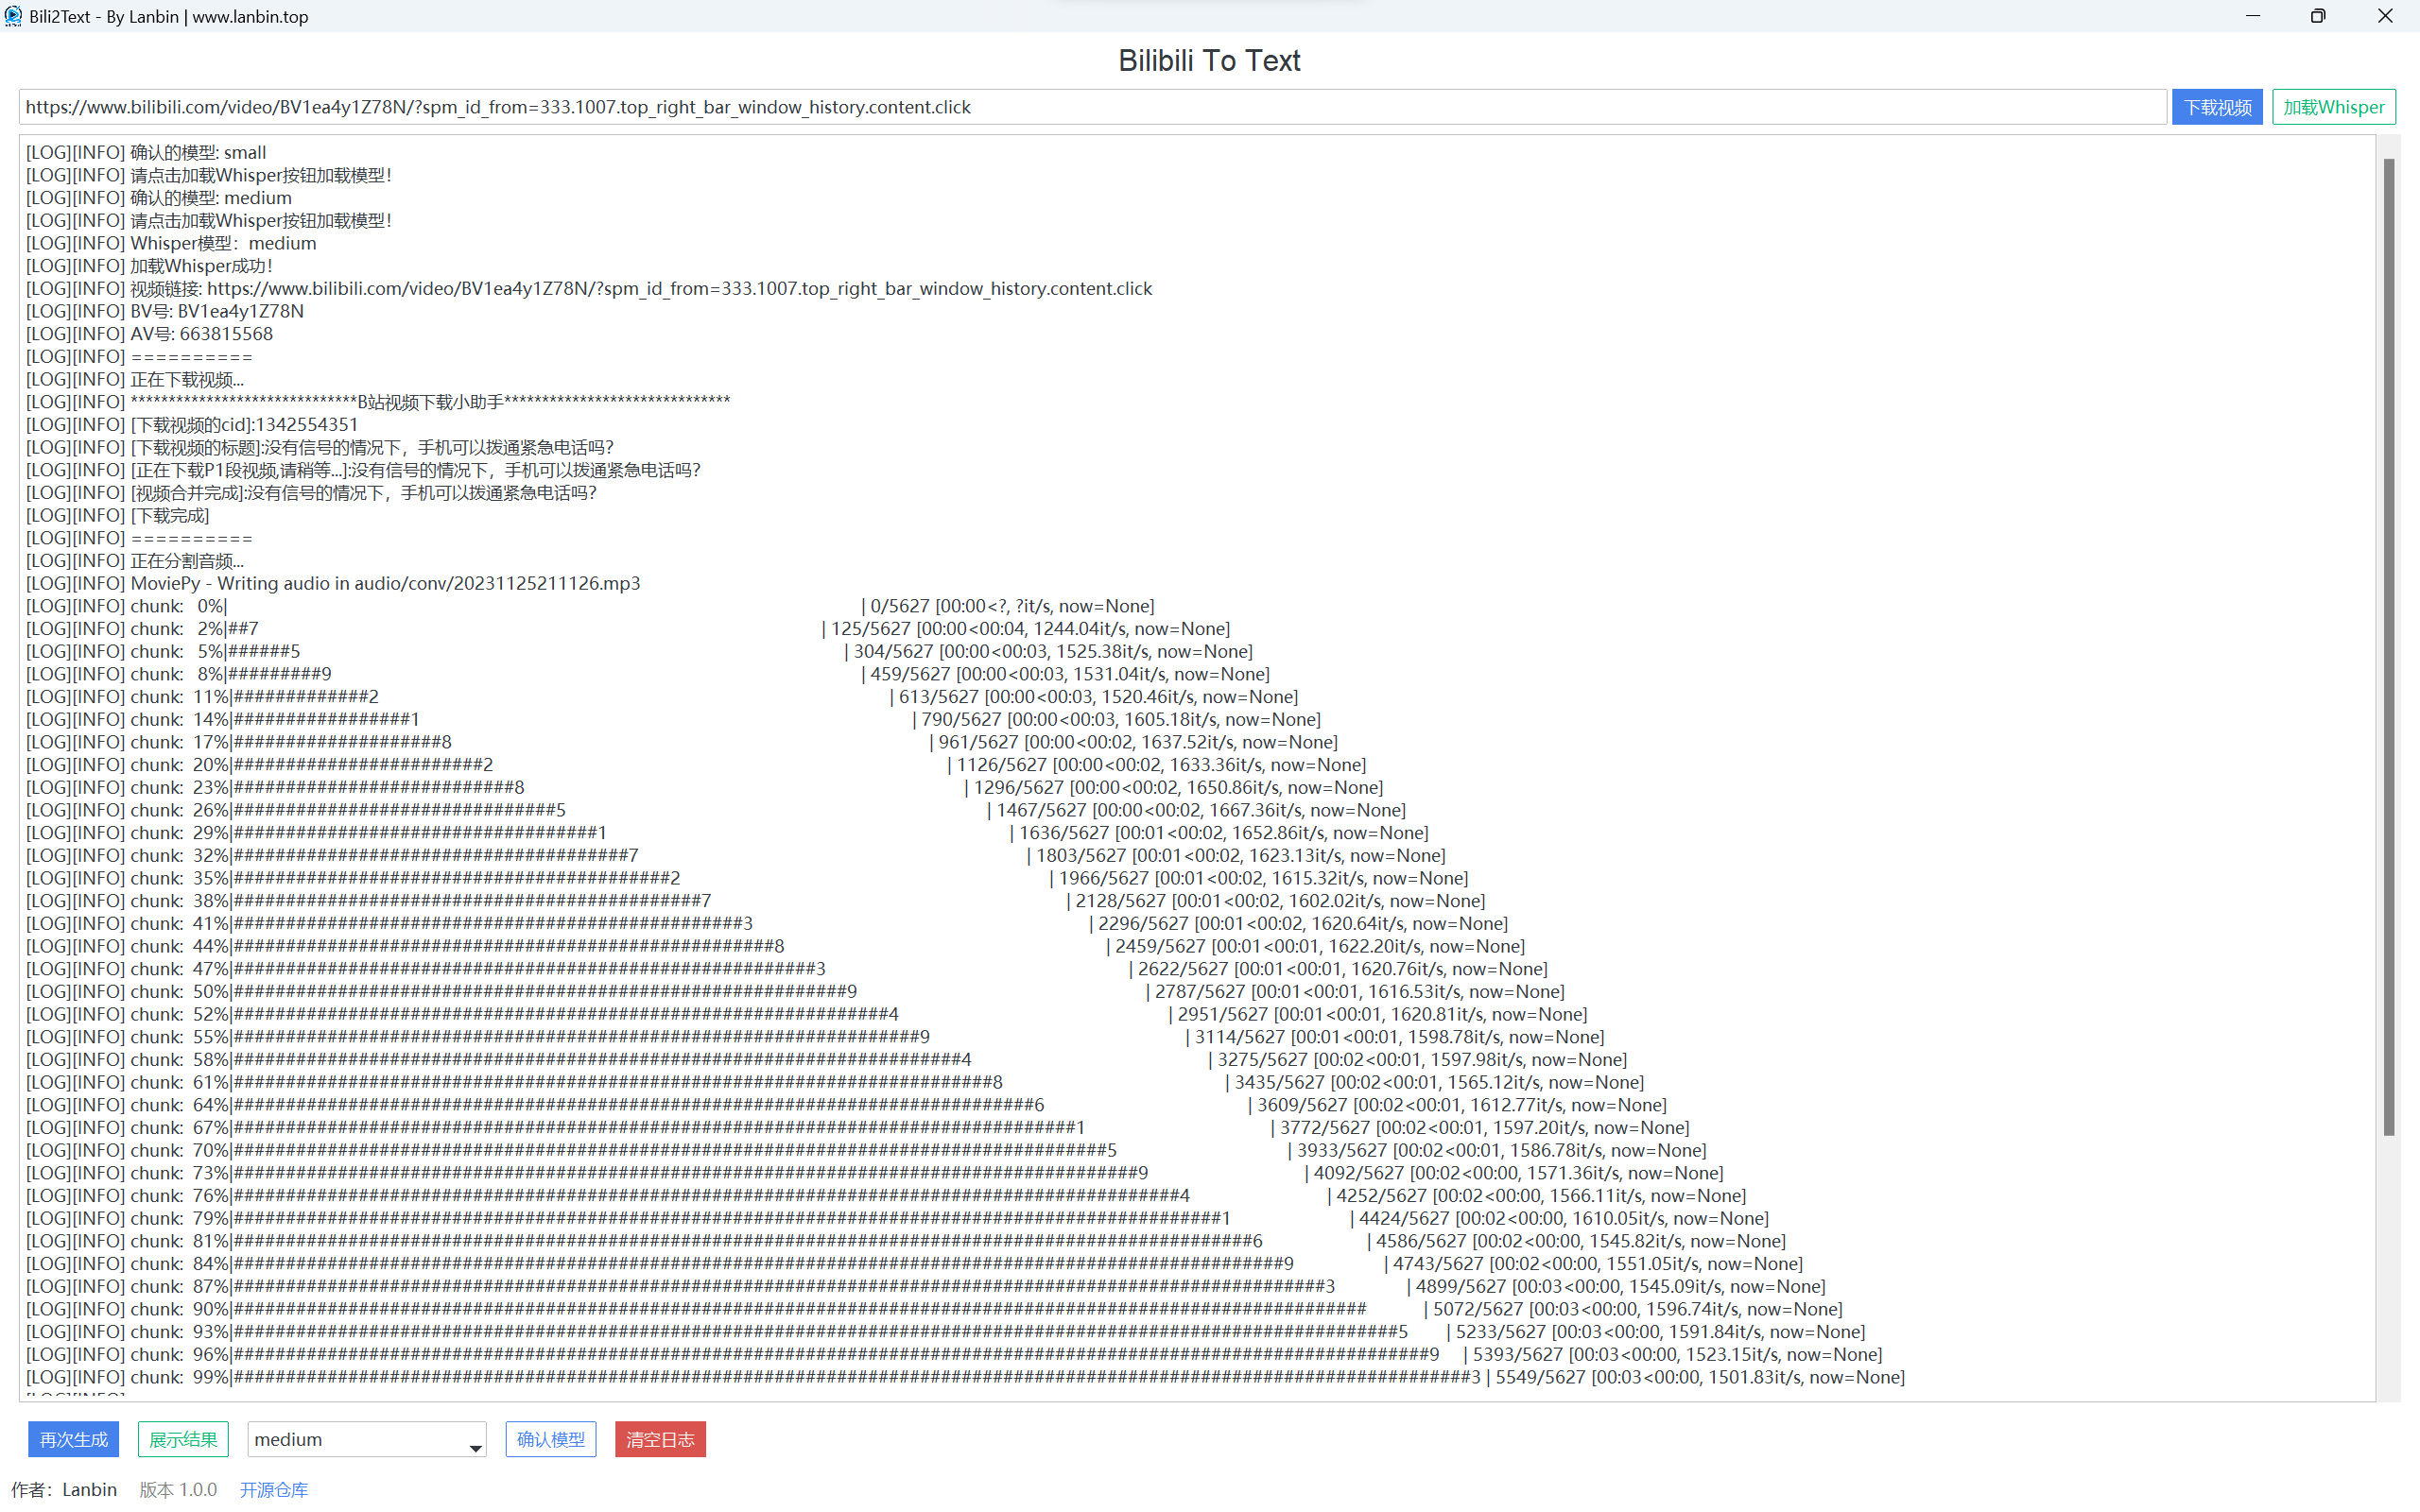 Bili2Text - By Lanbin | www.lanbin.top
Bilibili To Text
https://www.bilibili.com/video/BV1ea4y1Z78N/?spm_id_from=333.1007.top_right_bar_window_history.content.click 下载视频 加载Whisper
[LOG][INFO] 确认的模型: small
[LOG][INFO] 请点击加载Whisper按钮加载模型！
[LOG][INFO] 确认的模型: medium
[LOG][INFO] 请点击加载Whisper按钮加载模型！
[LOG][INFO] Whisper模型：medium
[LOG][INFO] 加载Whisper成功！
[LOG][INFO] 视频链接: https://www.bilibili.com/video/BV1ea4y1Z78N/?spm_id_from=333.1007.top_right_bar_window_history.content.click
[LOG][INFO] BV号: BV1ea4y1Z78N
[LOG][INFO] AV号: 663815568
[LOG][INFO] ==========
[LOG][INFO] 正在下载视频...
[LOG][INFO] ******************************B站视频下载小助手******************************
[LOG][INFO] [下载视频的cid]:1342554351
[LOG][INFO] [下载视频的标题]:没有信号的情况下，手机可以拨通紧急电话吗？
[LOG][INFO] [正在下载P1段视频,请稍等...]:没有信号的情况下，手机可以拨通紧急电话吗？
[LOG][INFO] [视频合并完成]:没有信号的情况下，手机可以拨通紧急电话吗？
[LOG][INFO] [下载完成]
[LOG][INFO] ==========
[LOG][INFO] 正在分割音频...
[LOG][INFO] MoviePy - Writing audio in audio/conv/20231125211126.mp3
[LOG][INFO] chunk: 0%| | 0/5627 [00:00<?, ?it/s, now=None]
[LOG][INFO] chunk: 2%|##7 | 125/5627 [00:00<00:04, 1244.04it/s, now=None]
[LOG][INFO] chunk: 5%|######5 | 304/5627 [00:00<00:03, 1525.38it/s, now=None]
[LOG][INFO] chunk: 8%|#########9 | 459/5627 [00:00<00:03, 1531.04it/s, now=None]
[LOG][INFO] chunk: 11%|#############2 | 613/5627 [00:00<00:03, 1520.46it/s, now=None]
[LOG][INFO] chunk: 14%|#################1 | 790/5627 [00:00<00:03, 1605.18it/s, now=None]
[LOG][INFO] chunk: 17%|####################8 | 961/5627 [00:00<00:02, 1637.52it/s, now=None]
[LOG][INFO] chunk: 20%|########################2 | 1126/5627 [00:00<00:02, 1633.36it/s, now=None]
[LOG][INFO] chunk: 23%|###########################8 | 1296/5627 [00:00<00:02, 1650.86it/s, now=None]
[LOG][INFO] chunk: 26%|###############################5 | 1467/5627 [00:00<00:02, 1667.36it/s, now=None]
[LOG][INFO] chunk: 29%|###################################1 | 1636/5627 [00:01<00:02, 1652.86it/s, now=None]
[LOG][INFO] chunk: 32%|######################################7 | 1803/5627 [00:01<00:02, 1623.13it/s, now=None]
[LOG][INFO] chunk: 35%|##########################################2 | 1966/5627 [00:01<00:02, 1615.32it/s, now=None]
[LOG][INFO] chunk: 38%|#############################################7 | 2128/5627 [00:01<00:02, 1602.02it/s, now=None]
[LOG][INFO] chunk: 41%|#################################################3 | 2296/5627 [00:01<00:02, 1620.64it/s, now=None]
[LOG][INFO] chunk: 44%|####################################################8 | 2459/5627 [00:01<00:01, 1622.20it/s, now=None]
[LOG][INFO] chunk: 47%|########################################################3 | 2622/5627 [00:01<00:01, 1620.76it/s, now=None]
[LOG][INFO] chunk: 50%|###########################################################9 | 2787/5627 [00:01<00:01, 1616.53it/s, now=None]
[LOG][INFO] chunk: 52%|###############################################################4 | 2951/5627 [00:01<00:01, 1620.81it/s, now=None]
[LOG][INFO] chunk: 55%|##################################################################9 | 3114/5627 [00:01<00:01, 1598.78it/s, now=None]
[LOG][INFO] chunk: 58%|######################################################################4 | 3275/5627 [00:02<00:01, 1597.98it/s, now=None]
[LOG][INFO] chunk: 61%|#########################################################################8 | 3435/5627 [00:02<00:01, 1565.12it/s, now=None]
[LOG][INFO] chunk: 64%|#############################################################################6 | 3609/5627 [00:02<00:01, 1612.77it/s, now=None]
[LOG][INFO] chunk: 67%|#################################################################################1 | 3772/5627 [00:02<00:01, 1597.20it/s, now=None]
[LOG][INFO] chunk: 70%|####################################################################################5 | 3933/5627 [00:02<00:01, 1586.78it/s, now=None]
[LOG][INFO] chunk: 73%|#######################################################################################9 | 4092/5627 [00:02<00:00, 1571.36it/s, now=None]
[LOG][INFO] chunk: 76%|###########################################################################################4 | 4252/5627 [00:02<00:00, 1566.11it/s, now=None]
[LOG][INFO] chunk: 79%|###############################################################################################1 | 4424/5627 [00:02<00:00, 1610.05it/s, now=None]
[LOG][INFO] chunk: 81%|##################################################################################################6 | 4586/5627 [00:02<00:00, 1545.82it/s, now=None]
[LOG][INFO] chunk: 84%|#####################################################################################################9 | 4743/5627 [00:02<00:00, 1551.05it/s, now=None]
[LOG][INFO] chunk: 87%|#########################################################################################################3 | 4899/5627 [00:03<00:00, 1545.09it/s, now=None]
[LOG][INFO] chunk: 90%|############################################################################################################# | 5072/5627 [00:03<00:00, 1596.74it/s, now=None]
[LOG][INFO] chunk: 93%|################################################################################################################5 | 5233/5627 [00:03<00:00, 1591.84it/s, now=None]
[LOG][INFO] chunk: 96%|###################################################################################################################9 | 5393/5627 [00:03<00:00, 1523.15it/s, now=None]
[LOG][INFO] chunk: 99%|#######################################################################################################################3 | 5549/5627 [00:03<00:00, 1501.83it/s, now=None]
再次生成 展示结果 medium 确认模型 清空日志
作者：Lanbin 版本 1.0.0 开源仓库